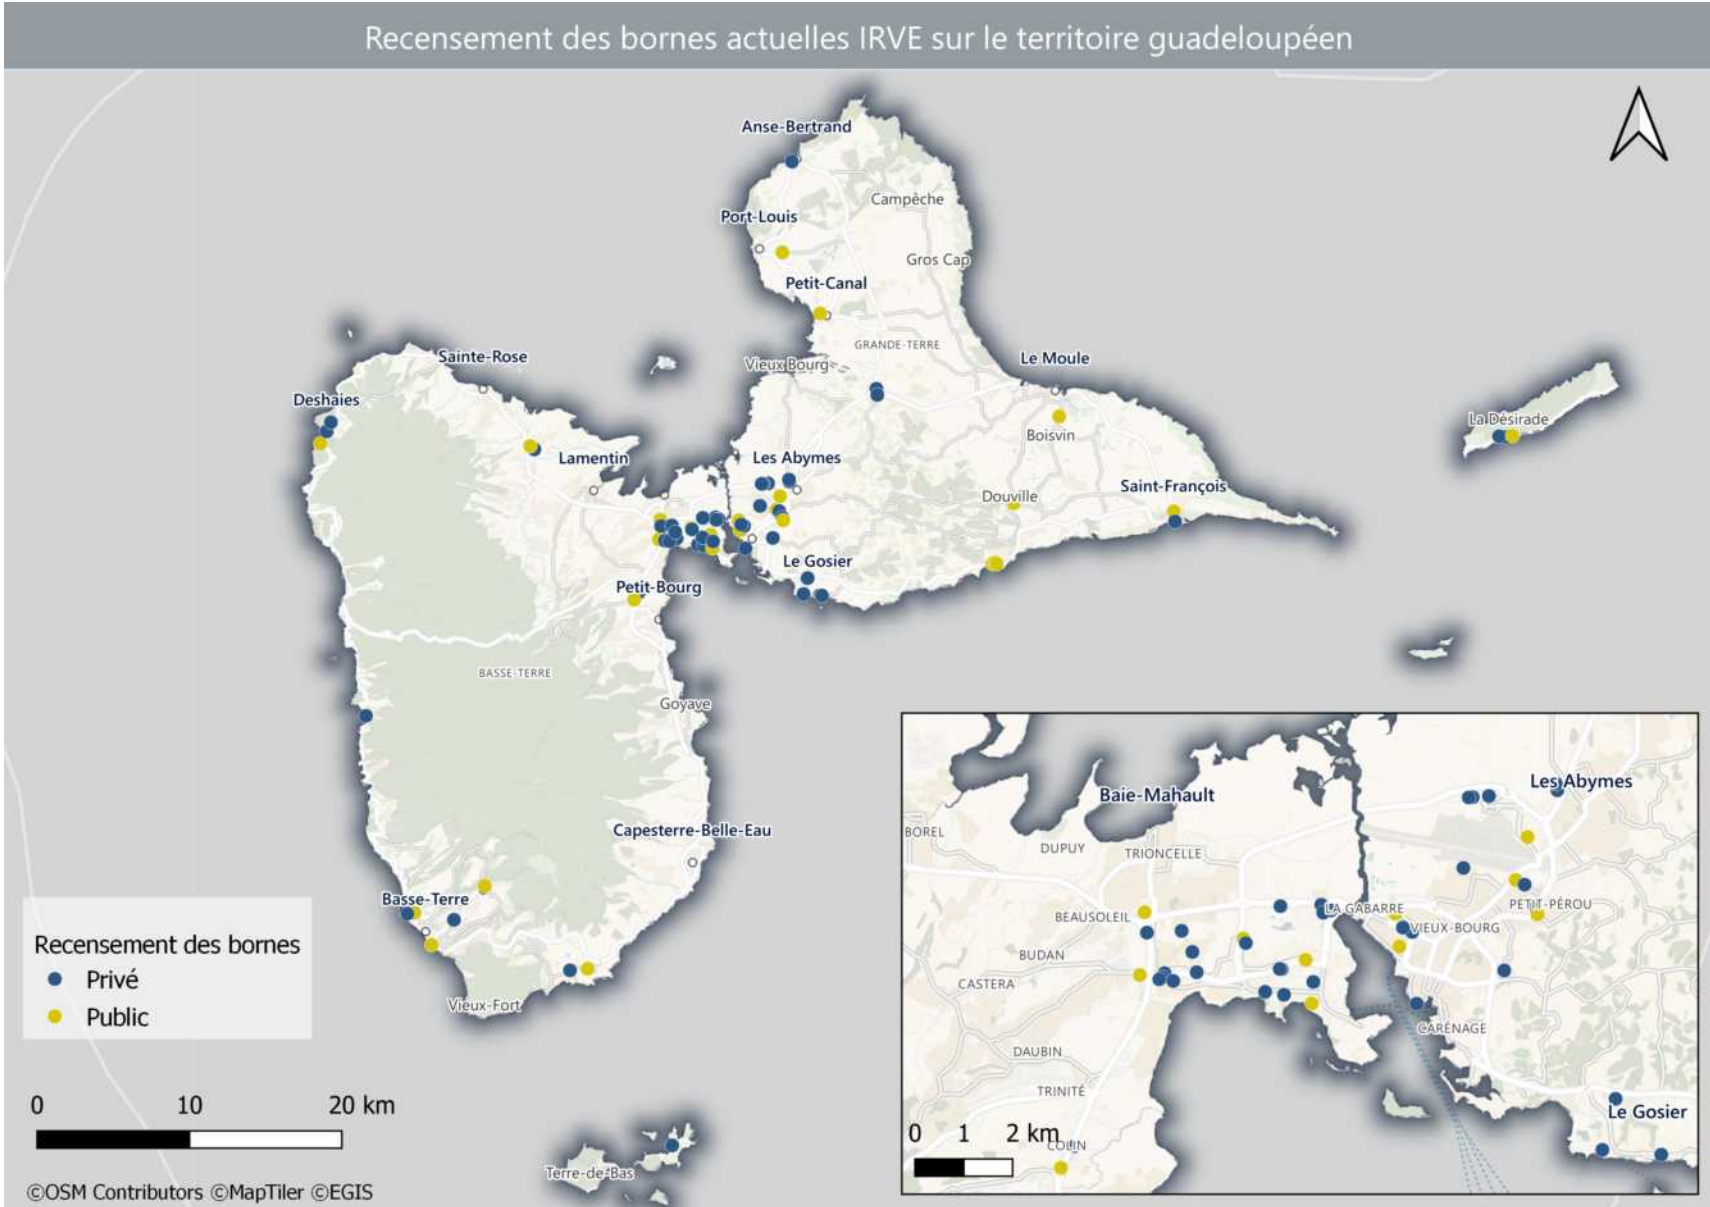 Recensement des bornes actuelles IRVE sur le territoire guadeloupéen
Anse-Bertrand
Campêche
Port-Louis
Gros Cap
Petit-Canal
GRANDE-TERRE
Sainte-Rose
Vieux Bourg
Le Moule
Deshaies
La Désirade
Boisvin
Lamentin
Les Abymes
Saint-François
Douville
Le Gosier
Petit-Bourg
BASSE-TERRE
Goyave
Capesterre-Belle-Eau
Basse-Terre
Vieux-Fort
Terre-de-Bas
Recensement des bornes
Privé
Public
0 10 20 km
©OSM Contributors ©MapTiler ©EGIS
Les Abymes
Baie-Mahault
BOREL
DUPUY
TRIONCELLE
PETIT-PÉROU
LA GABARRE
BEAUSOLEIL
VIEUX-BOURG
BUDAN
CASTERA
CARÉNAGE
DAUBIN
TRINITÉ
Le Gosier
0 1 2 km
COLIN